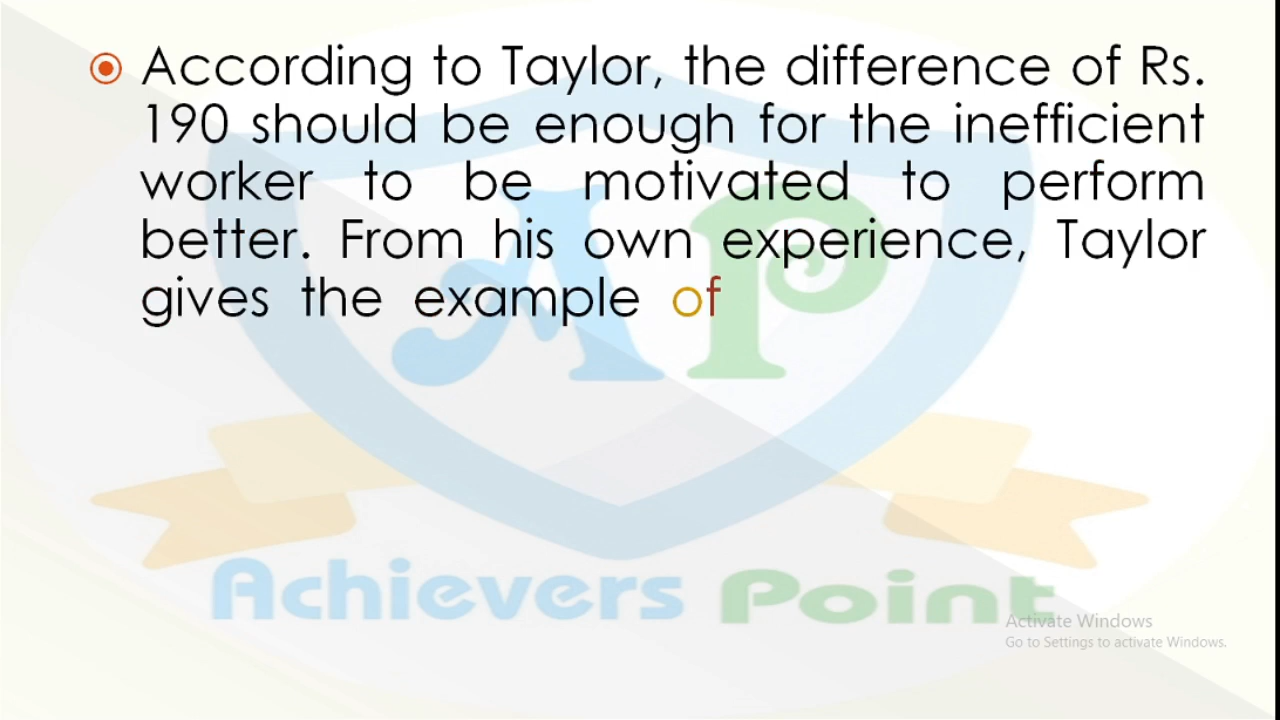 According to Taylor, the difference of Rs.
190 should be enough for the inefficient
worker to be motivated to perform
better. From his own experience, Taylor
gives the example of
AP
Achievers Point
Activate Windows
Go to Settings to activate Windows.